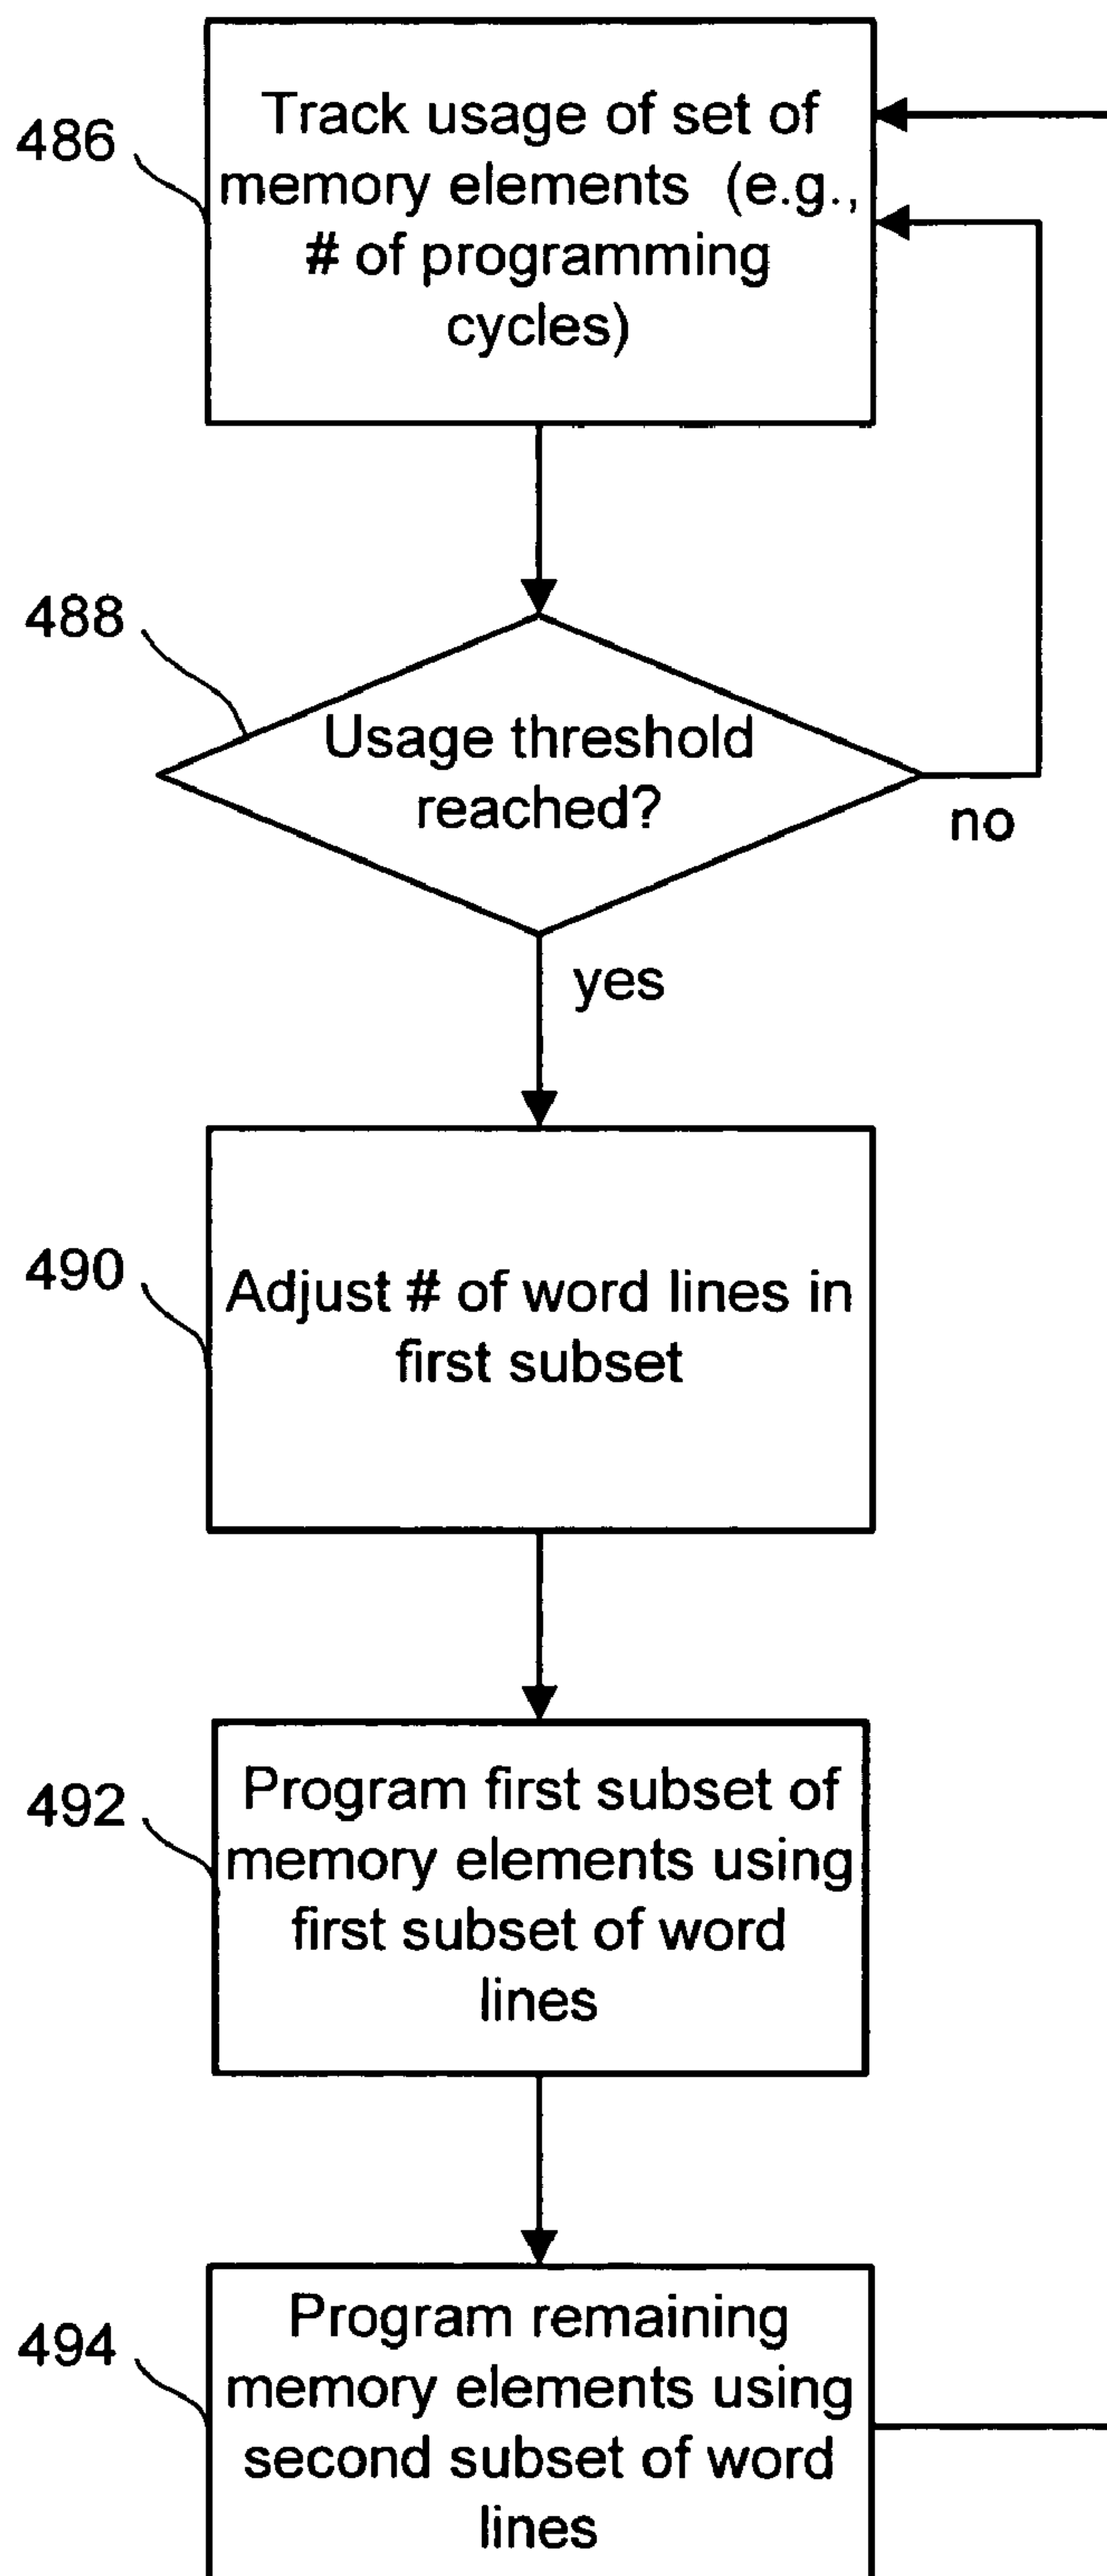 486
Track usage of set of
memory elements (e.g.,
# of programming
cycles)
488
Usage threshold
reached?
no
yes
490
Adjust # of word lines in
first subset
492
Program first subset of
memory elements using
first subset of word
lines
494
Program remaining
memory elements using
second subset of word
lines